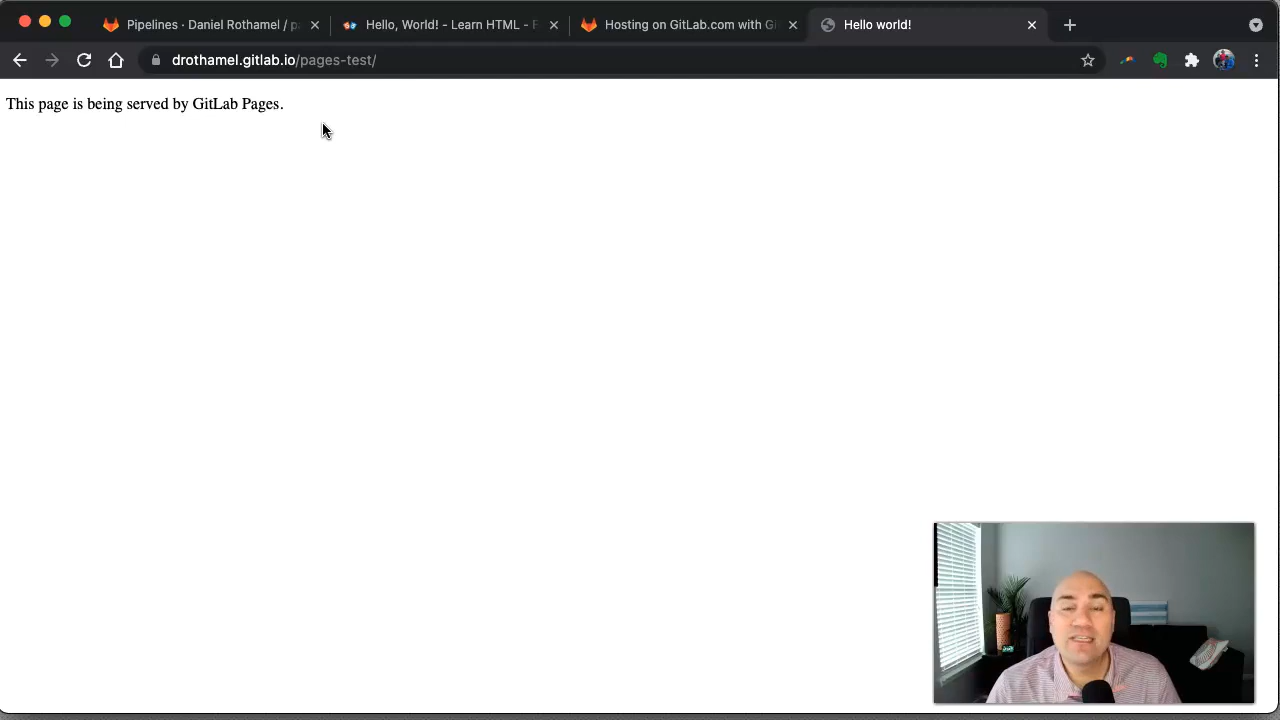 Pipelines · Daniel Rothamel / p
Hello, World! - Learn HTML - F
Hosting on GitLab.com with Gi
Hello world!
drothamel.gitlab.io/pages-test/
This page is being served by GitLab Pages.